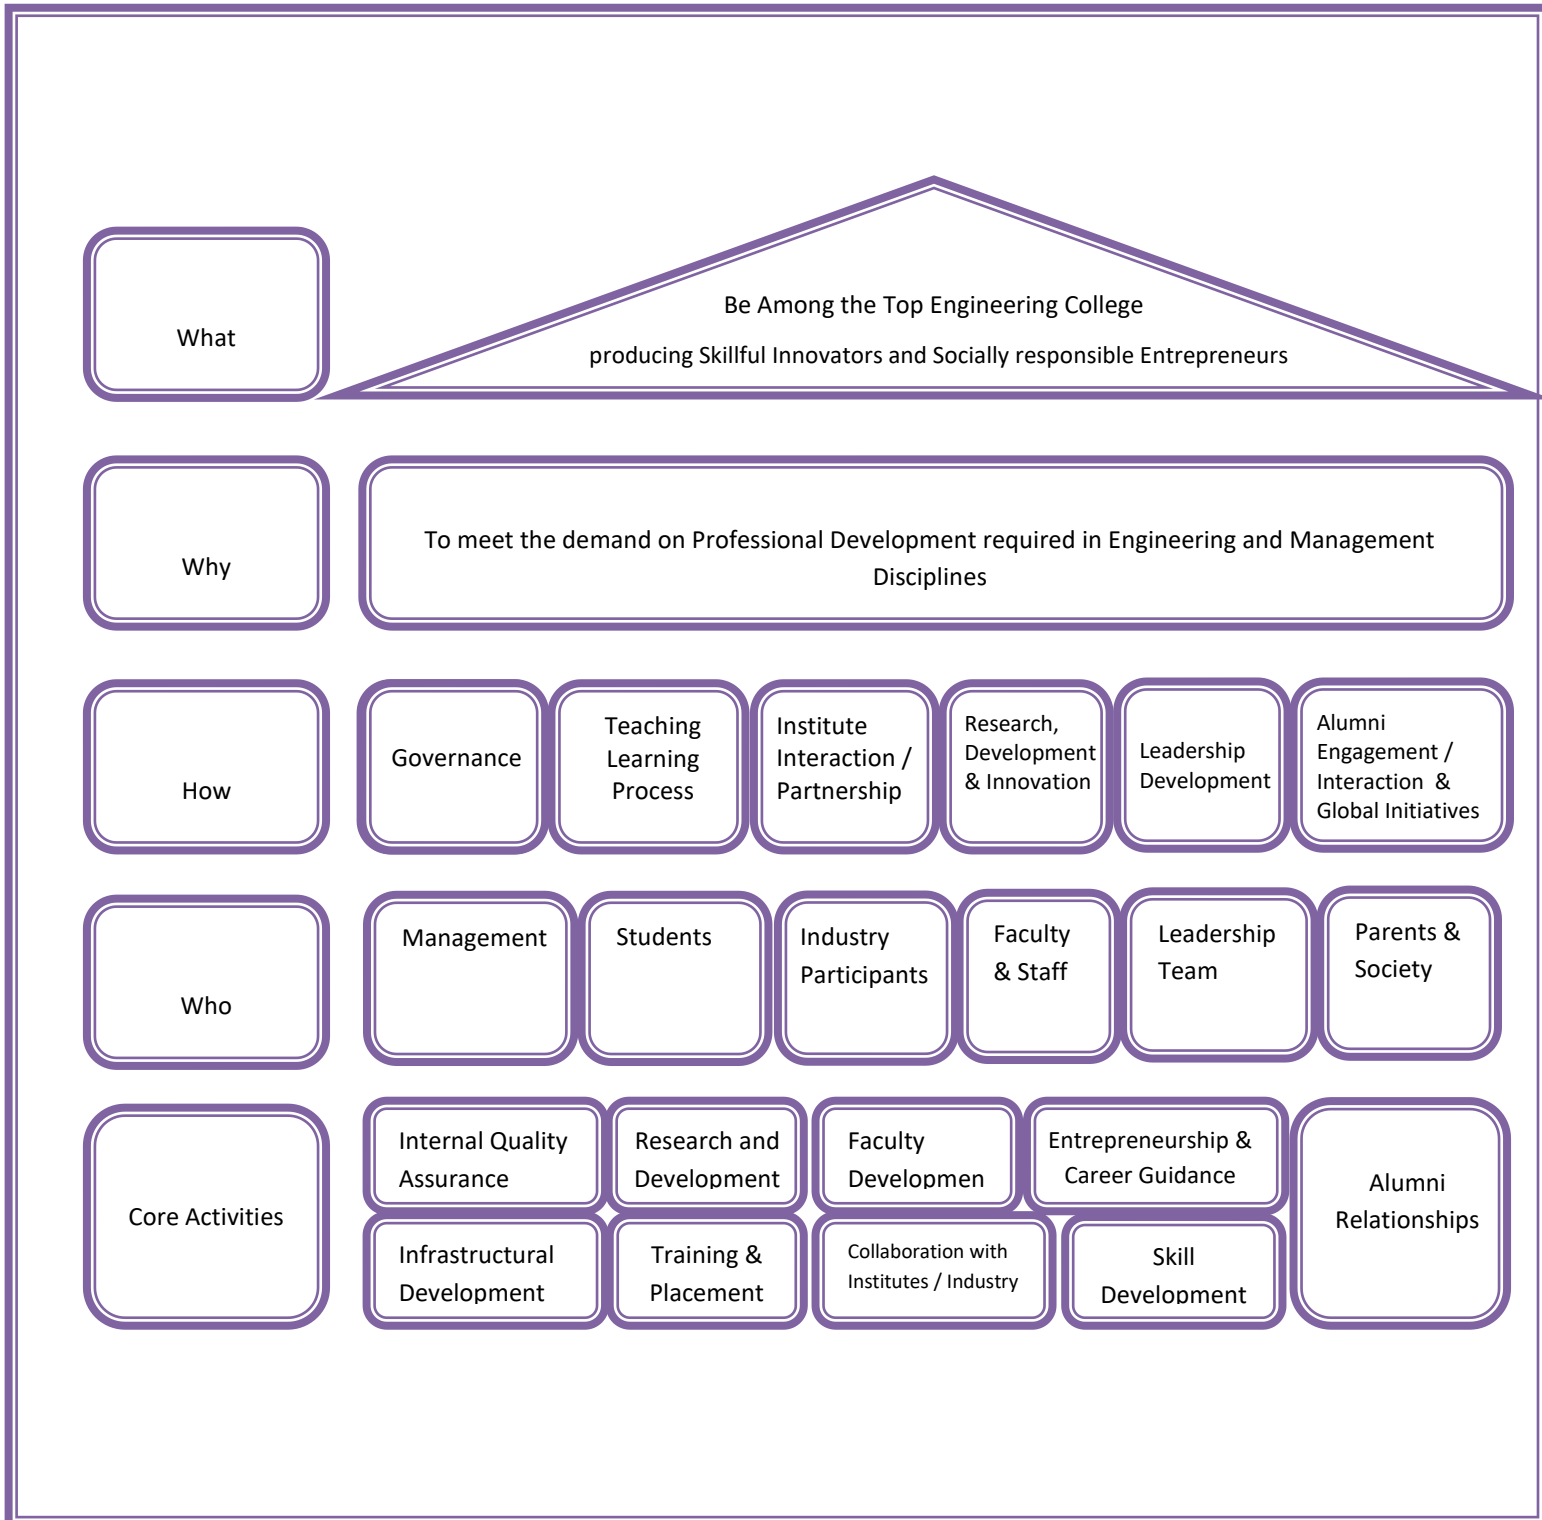 What
Be Among the Top Engineering College
producing Skillful Innovators and Socially responsible Entrepreneurs
Why
To meet the demand on Professional Development required in Engineering and Management
Disciplines
How
Governance
Teaching
Learning
Process
Institute
Interaction /
Partnership
Research,
Development
& Innovation
Leadership
Development
Alumni
Engagement /
Interaction &
Global Initiatives
Who
Management
Students
Industry
Participants
Faculty
& Staff
Leadership
Team
Parents &
Society
Core Activities
Internal Quality
Assurance
Research and
Development
Faculty
Developmen
Entrepreneurship &
Career Guidance
Alumni
Relationships
Infrastructural
Development
Training &
Placement
Collaboration with
Institutes / Industry
Skill
Development